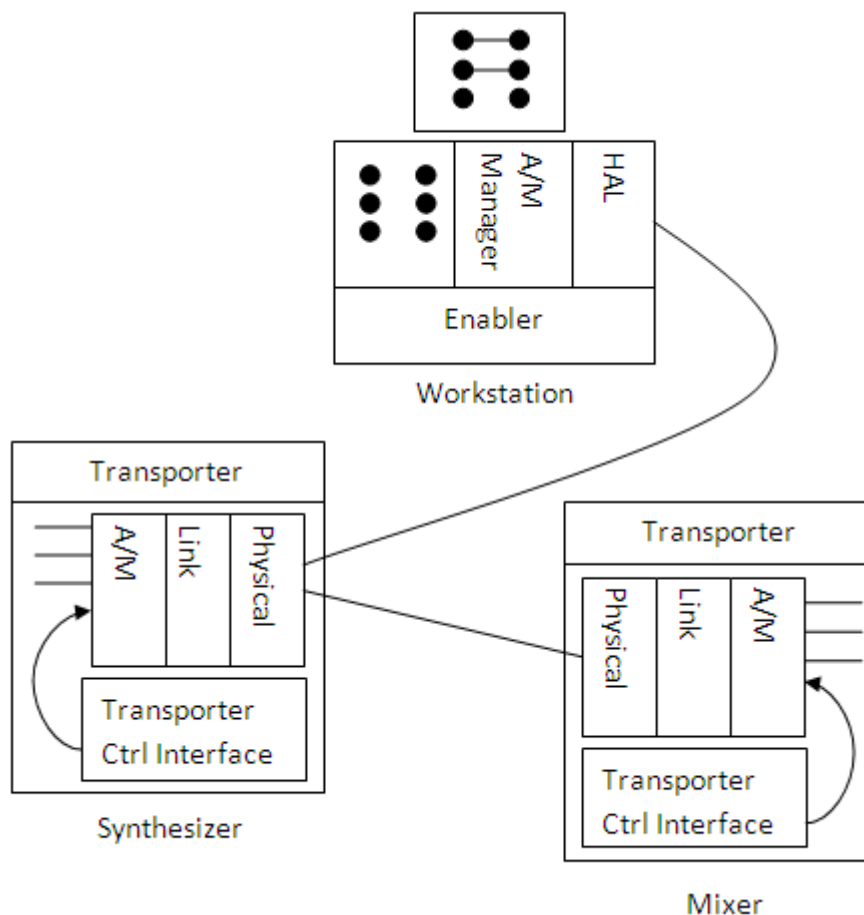 A/M
Manager
HAL
Enabler
Workstation
Transporter
A/M
Link
Physical
Transporter
Ctrl Interface
Synthesizer
Transporter
Physical
Link
A/M
Transporter
Ctrl Interface
Mixer